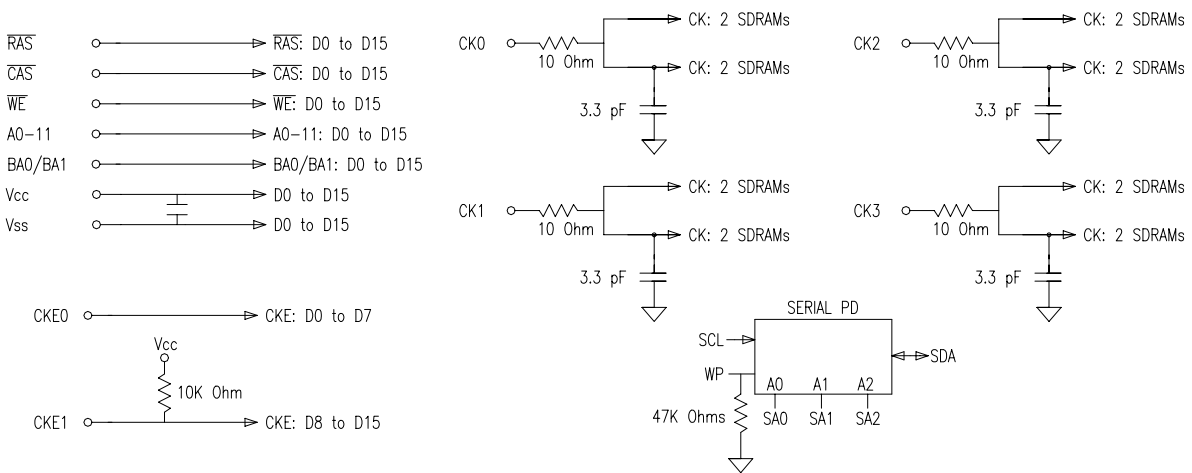 RAS RAS: D0 to D15
CAS CAS: D0 to D15
WE WE: D0 to D15
A0-11 A0-11: D0 to D15
BA0/BA1 BA0/BA1: D0 to D15
Vcc D0 to D15
Vss D0 to D15
CKE0 CKE: D0 to D7
Vcc
10K Ohm
CKE1 CKE: D8 to D15
CK: 2 SDRAMs
CK0
10 Ohm
CK: 2 SDRAMs
3.3 pF
CK: 2 SDRAMs
CK1
10 Ohm
CK: 2 SDRAMs
3.3 pF
CK: 2 SDRAMs
CK2
10 Ohm
CK: 2 SDRAMs
3.3 pF
CK: 2 SDRAMs
CK3
10 Ohm
CK: 2 SDRAMs
3.3 pF
SERIAL PD
SCL
SDA
WP
A0 A1 A2
47K Ohms
SA0 SA1 SA2